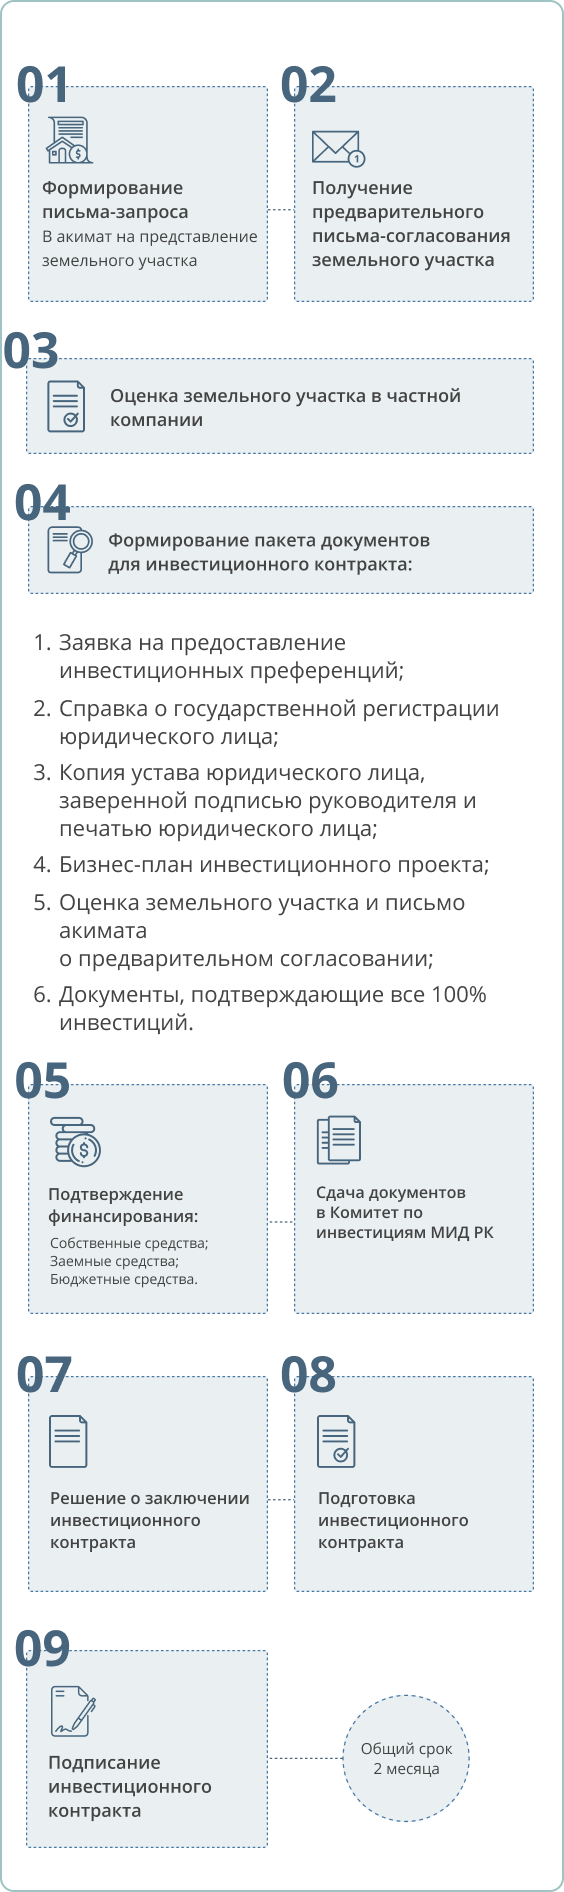 01
Формирование
письма-запроса
В акимат на представление
земельного участка
02
1
Получение
предварительного
письма-согласования
земельного участка
03
Оценка земельного участка в частной
компании
04
Формирование пакета документов
для инвестиционного контракта:
1. Заявка на предоставление
инвестиционных преференций;
2. Справка о государственной регистрации
юридического лица;
3. Копия устава юридического лица,
заверенной подписью руководителя и
печатью юридического лица;
4. Бизнес-план инвестиционного проекта;
5. Оценка земельного участка и письмо
акимата
о предварительном согласовании;
6. Документы, подтверждающие все 100%
инвестиций.
05
Подтверждение
финансирования:
Собственные средства;
Заемные средства;
Бюджетные средства.
06
Сдача документов
в Комитет по
инвестициям МИД РК
07
Решение о заключении
инвестиционного
контракта
08
Подготовка
инвестиционного
контракта
09
Подписание
инвестиционного
контракта
Общий срок
2 месяца